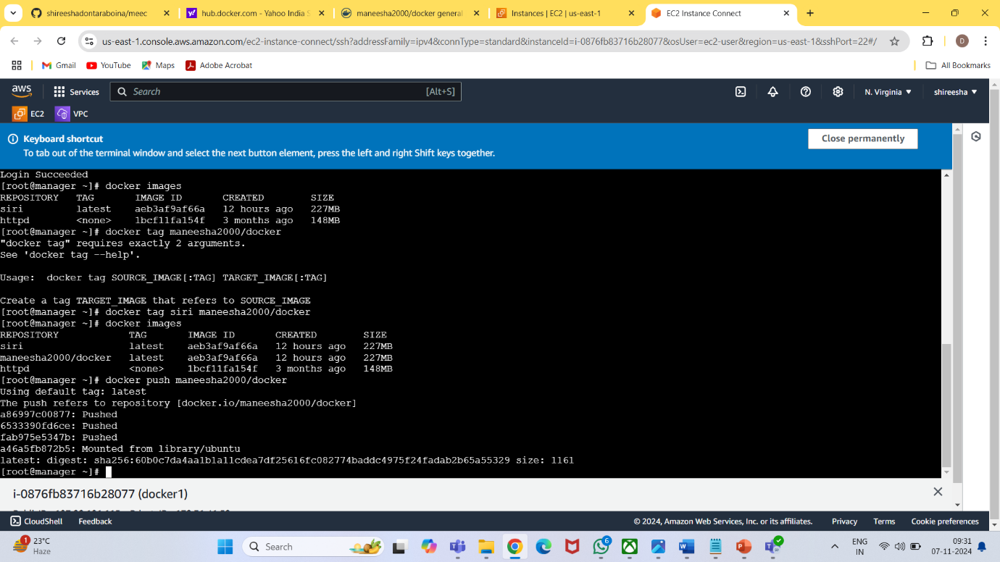 shireeshadontaraboina/meec
hub.docker.com - Yahoo India S
maneesha2000/docker general
Instances | EC2 | us-east-1
EC2 Instance Connect
us-east-1.console.aws.amazon.com/ec2-instance-connect/ssh?addressFamily=ipv4&connType=standard&instanceId=i-0876fb83716b28077&osUser=ec2-user&region=us-east-1&sshPort=22#/
D
Gmail
YouTube
Maps
Adobe Acrobat
All Bookmarks
aws
Services
Search
[Alt+S]
N. Virginia
shireesha
EC2
VPC
Keyboard shortcut
To tab out of the terminal window and select the next button element, press the left and right Shift keys together.
Close permanently
Login Succeeded
[root@manager ~]# docker images
REPOSITORY TAG IMAGE ID CREATED SIZE
siri latest aeb3af9af66a 12 hours ago 227MB
httpd <none> 1bcf11fa154f 3 months ago 148MB
[root@manager ~]# docker tag maneesha2000/docker
"docker tag" requires exactly 2 arguments.
See 'docker tag --help'.
Usage: docker tag SOURCE_IMAGE[:TAG] TARGET_IMAGE[:TAG]
Create a tag TARGET_IMAGE that refers to SOURCE_IMAGE
[root@manager ~]# docker tag siri maneesha2000/docker
[root@manager ~]# docker images
REPOSITORY TAG IMAGE ID CREATED SIZE
siri latest aeb3af9af66a 12 hours ago 227MB
maneesha2000/docker latest aeb3af9af66a 12 hours ago 227MB
httpd <none> 1bcf11fa154f 3 months ago 148MB
[root@manager ~]# docker push maneesha2000/docker
Using default tag: latest
The push refers to repository [docker.io/maneesha2000/docker]
a86997c00877: Pushed
6533390fd6ce: Pushed
fab975e5347b: Pushed
a46a5fb872b5: Mounted from library/ubuntu
latest: digest: sha256:60b0c7da4aa1b1a11cdea7df25616fc082774baddc4975f24fadab2b65a55329 size: 1161
[root@manager ~]#
i-0876fb83716b28077 (docker1)
CloudShell
Feedback
© 2024, Amazon Web Services, Inc. or its affiliates.
Privacy
Terms
Cookie preferences
1
23°C
Haze
Search
6
ENG
IN
09:31
07-11-2024